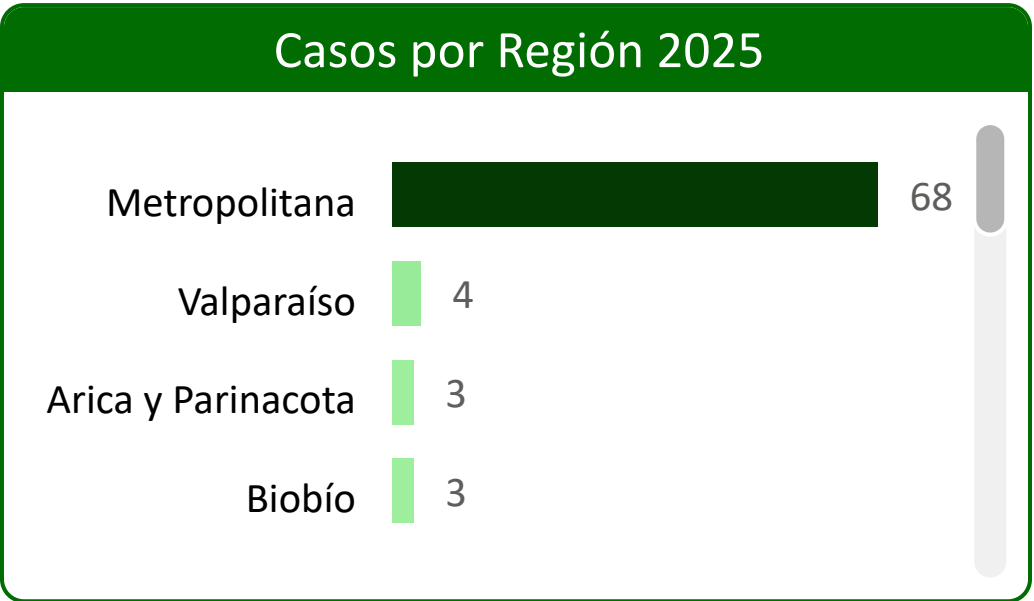 Casos por Región 2025
Metropolitana 68
Valparaíso 4
Arica y Parinacota 3
Biobío 3